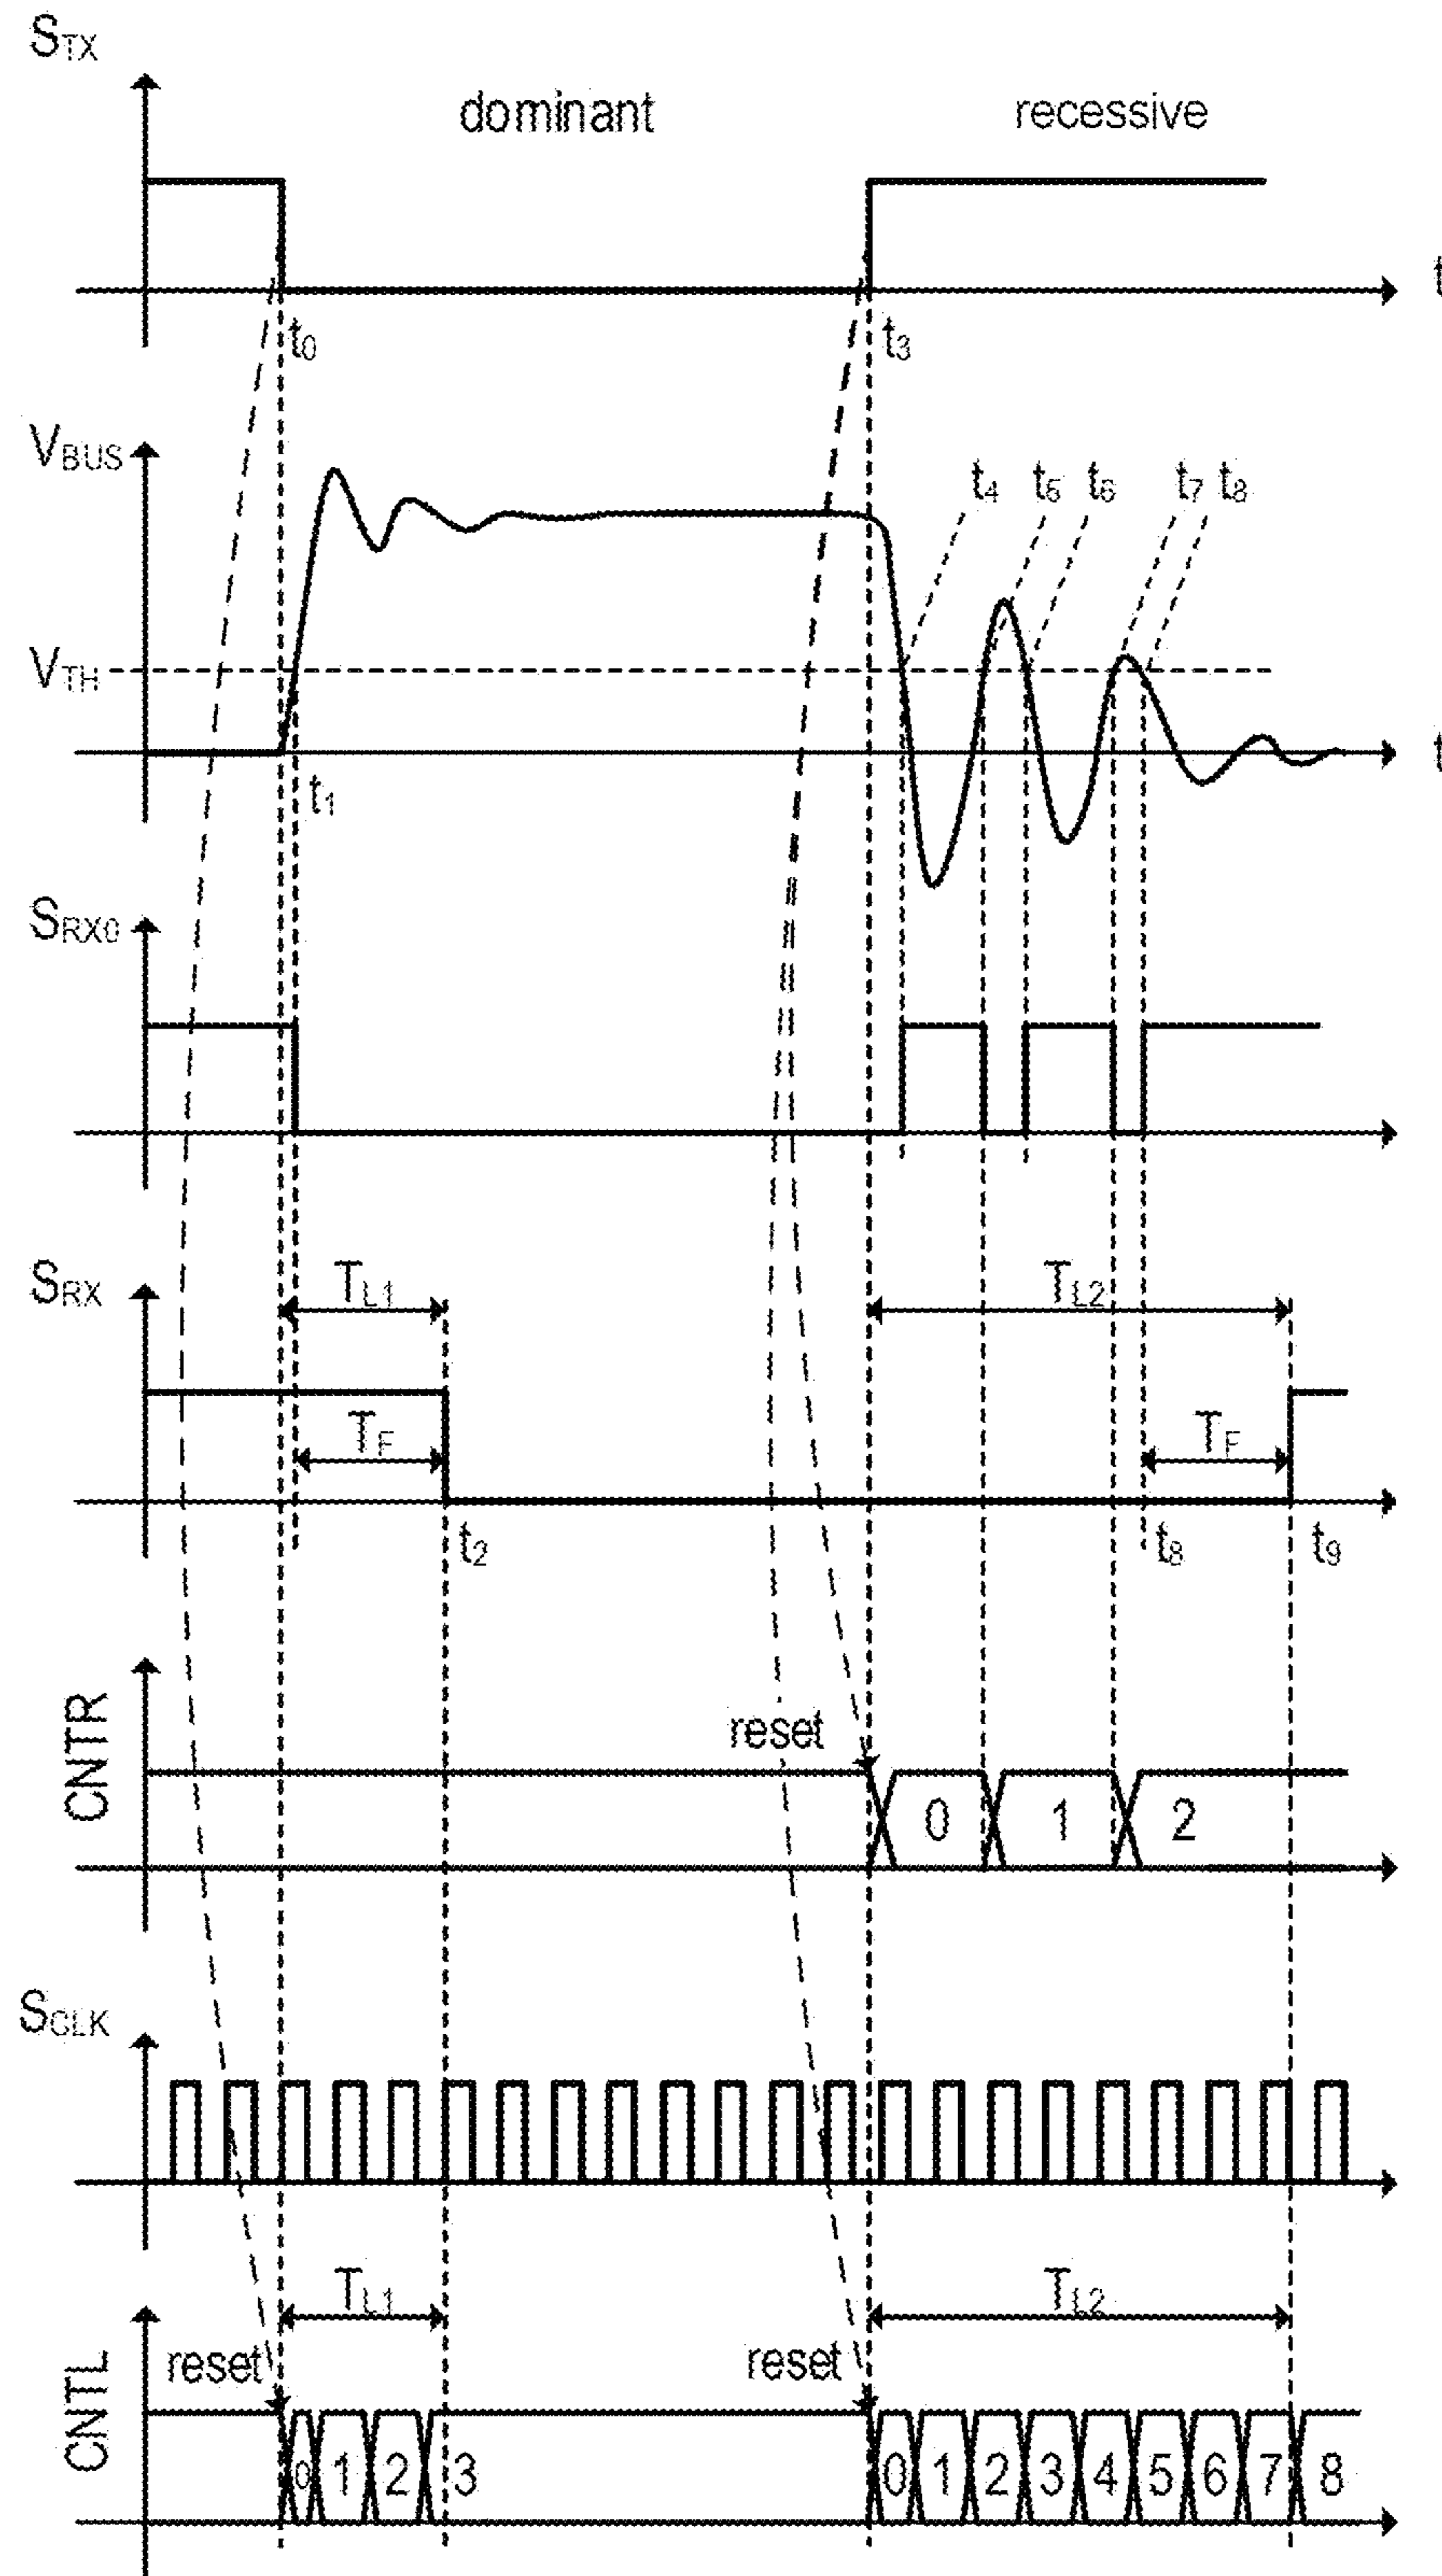 STX
dominant recessive
t
t0 t3
VBUS
t4 t5 t6 t7 t8
VTH
t
t1
SRX0
SRX
TL1 TL2
TF TF
t2 t8 t9
CNTR
reset
0 1 2
SCLK
TL1 TL2
CNTL
reset reset
0 1 2 3 0 1 2 3 4 5 6 7 8